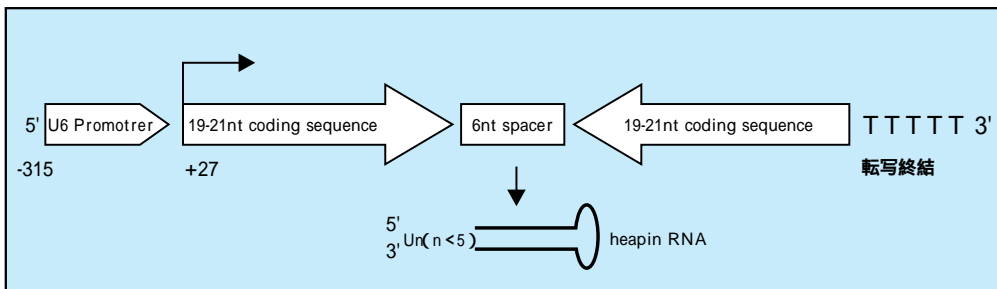 5' U6 Promotrer 19-21nt coding sequence 6nt spacer 19-21nt coding sequence TTTTT 3'
-315 +27 転写終結
5'
3' Un(n<5) heapin RNA